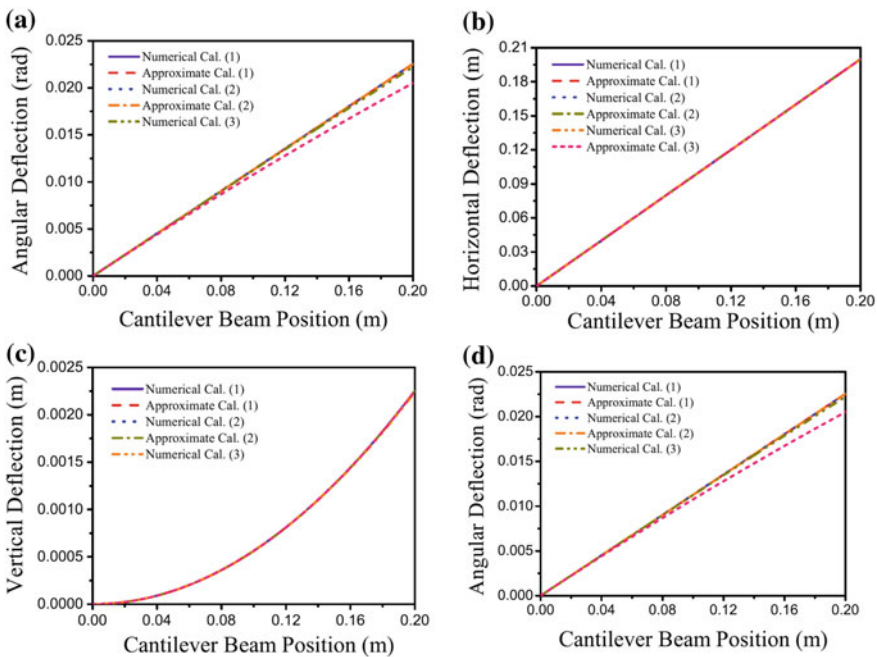 (a)
Angular Deflection (rad)
0.025
0.020
0.015
0.010
0.005
0.000
Numerical Cal. (1)
Approximate Cal. (1)
Numerical Cal. (2)
Approximate Cal. (2)
Numerical Cal. (3)
0.00 0.04 0.08 0.12 0.16 0.20
Cantilever Beam Position (m)
(b)
Horizontal Deflection (m)
0.21
0.18
0.15
0.12
0.09
0.06
0.03
0.00
Numerical Cal. (1)
Approximate Cal. (1)
Numerical Cal. (2)
Approximate Cal. (2)
Numerical Cal. (3)
Approximate Cal. (3)
0.00 0.04 0.08 0.12 0.16 0.20
Cantilever Beam Position (m)
(c)
Vertical Deflection (m)
0.0025
0.0020
0.0015
0.0010
0.0005
0.0000
Numerical Cal. (1)
Approximate Cal. (1)
Numerical Cal. (2)
Approximate Cal. (2)
Numerical Cal. (3)
0.00 0.04 0.08 0.12 0.16 0.20
Cantilever Beam Position (m)
(d)
Angular Deflection (rad)
0.025
0.020
0.015
0.010
0.005
0.000
Numerical Cal. (1)
Approximate Cal. (1)
Numerical Cal. (2)
Approximate Cal. (2)
Numerical Cal. (3)
0.00 0.04 0.08 0.12 0.16 0.20
Cantilever Beam Position (m)